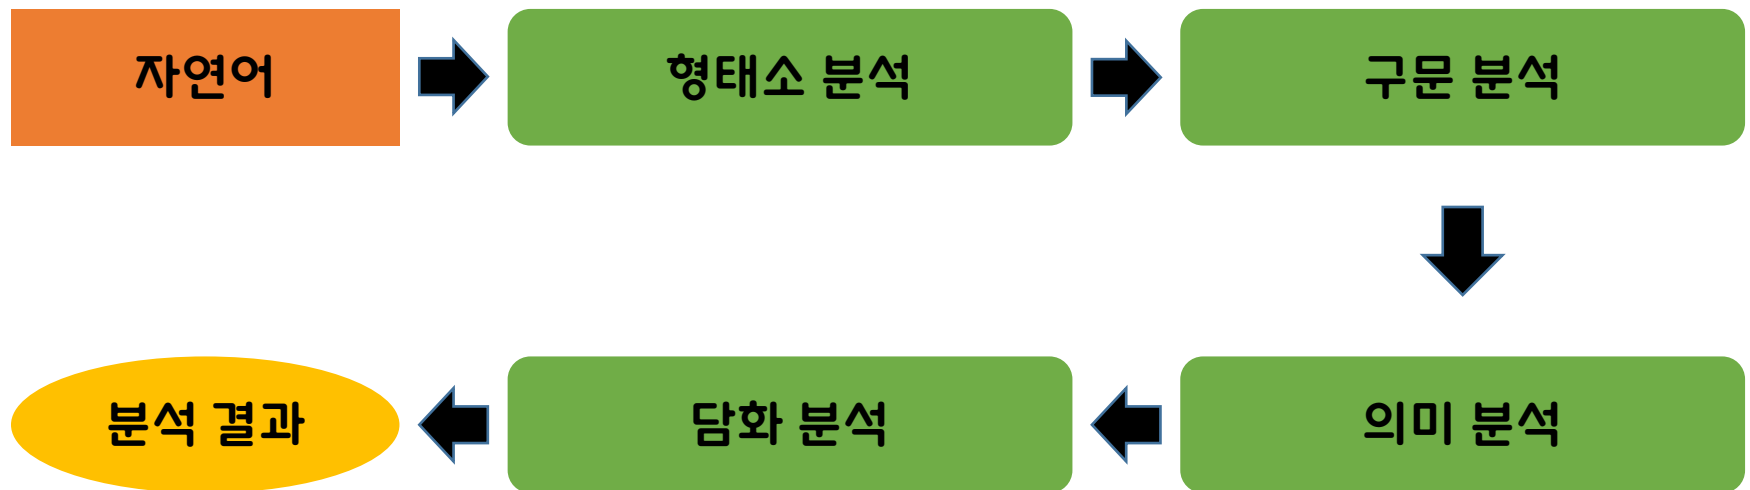 자연어
형태소 분석
구문 분석
의미 분석
담화 분석
분석 결과